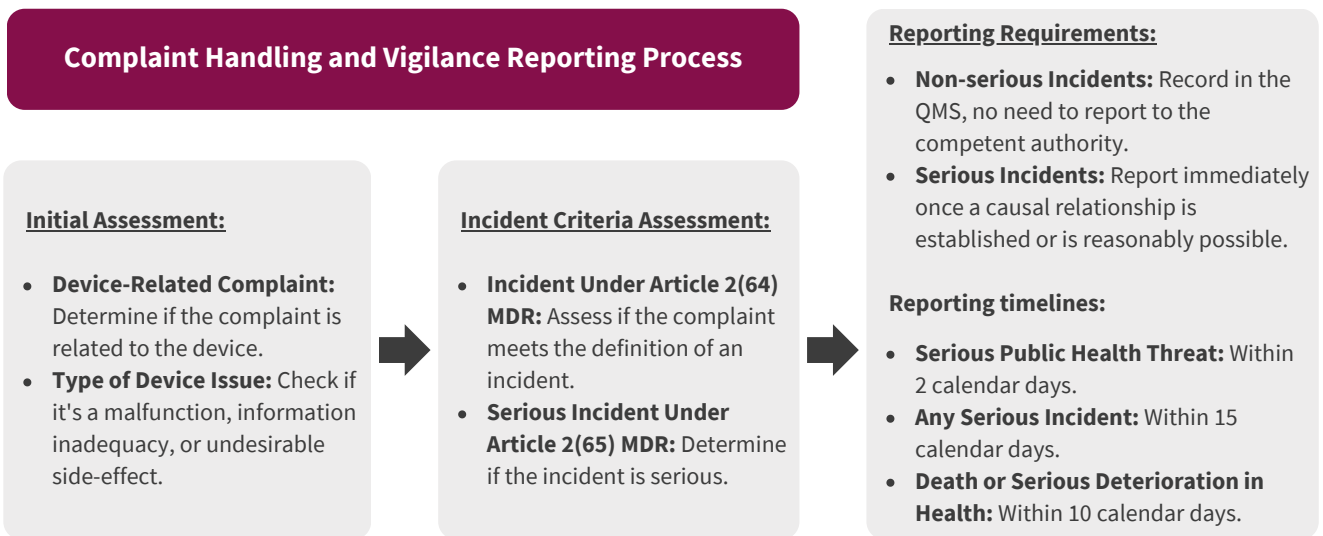 Complaint Handling and Vigilance Reporting Process
Initial Assessment:
• Device-Related Complaint:
Determine if the complaint is
related to the device.
• Type of Device Issue: Check if
it's a malfunction, information
inadequacy, or undesirable
side-effect.
Incident Criteria Assessment:
• Incident Under Article 2(64)
MDR: Assess if the complaint
meets the definition of an
incident.
• Serious Incident Under
Article 2(65) MDR: Determine
if the incident is serious.
Reporting Requirements:
• Non-serious Incidents: Record in the
QMS, no need to report to the
competent authority.
• Serious Incidents: Report immediately
once a causal relationship is
established or is reasonably possible.
Reporting timelines:
• Serious Public Health Threat: Within
2 calendar days.
• Any Serious Incident: Within 15
calendar days.
• Death or Serious Deterioration in
Health: Within 10 calendar days.